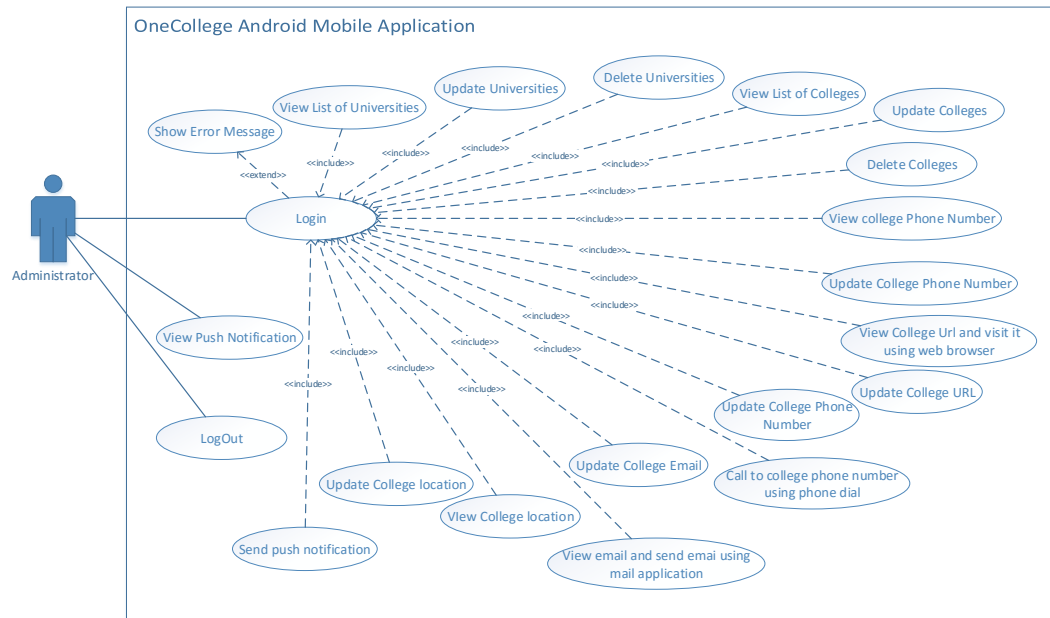 OneCollege Android Mobile Application
Delete Universities
Update Universities
View List of Colleges
View List of Universities
Update Colleges
Show Error Message
<<include>>
<<include>>
<<include>>
<<include>>
<<include>>
Delete Colleges
<<extend>>
<<include>>
Login
<<include>>
View college Phone Number
<<include>>
Administrator
<<include>>
Update College Phone Number
<<include>>
<<include>>
View Push Notification
View College Url and visit it
using web browser
<<include>>
<<include>>
<<include>>
<<include>>
<<include>>
Update College URL
Update College Phone
Number
LogOut
Update College Email
Call to college phone number
using phone dial
Update College location
VIew College location
Send push notification
View email and send emai using
mail application